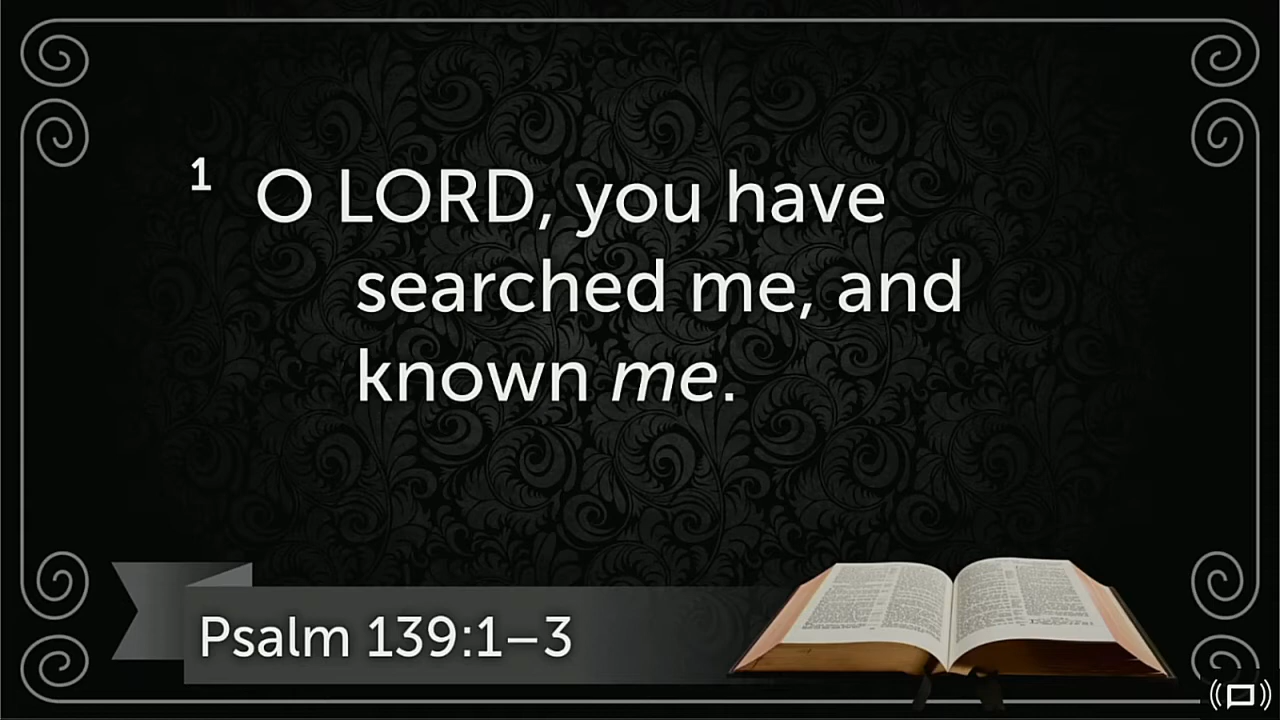 1 O LORD, you have
searched me, and
known me.
Psalm 139:1–3